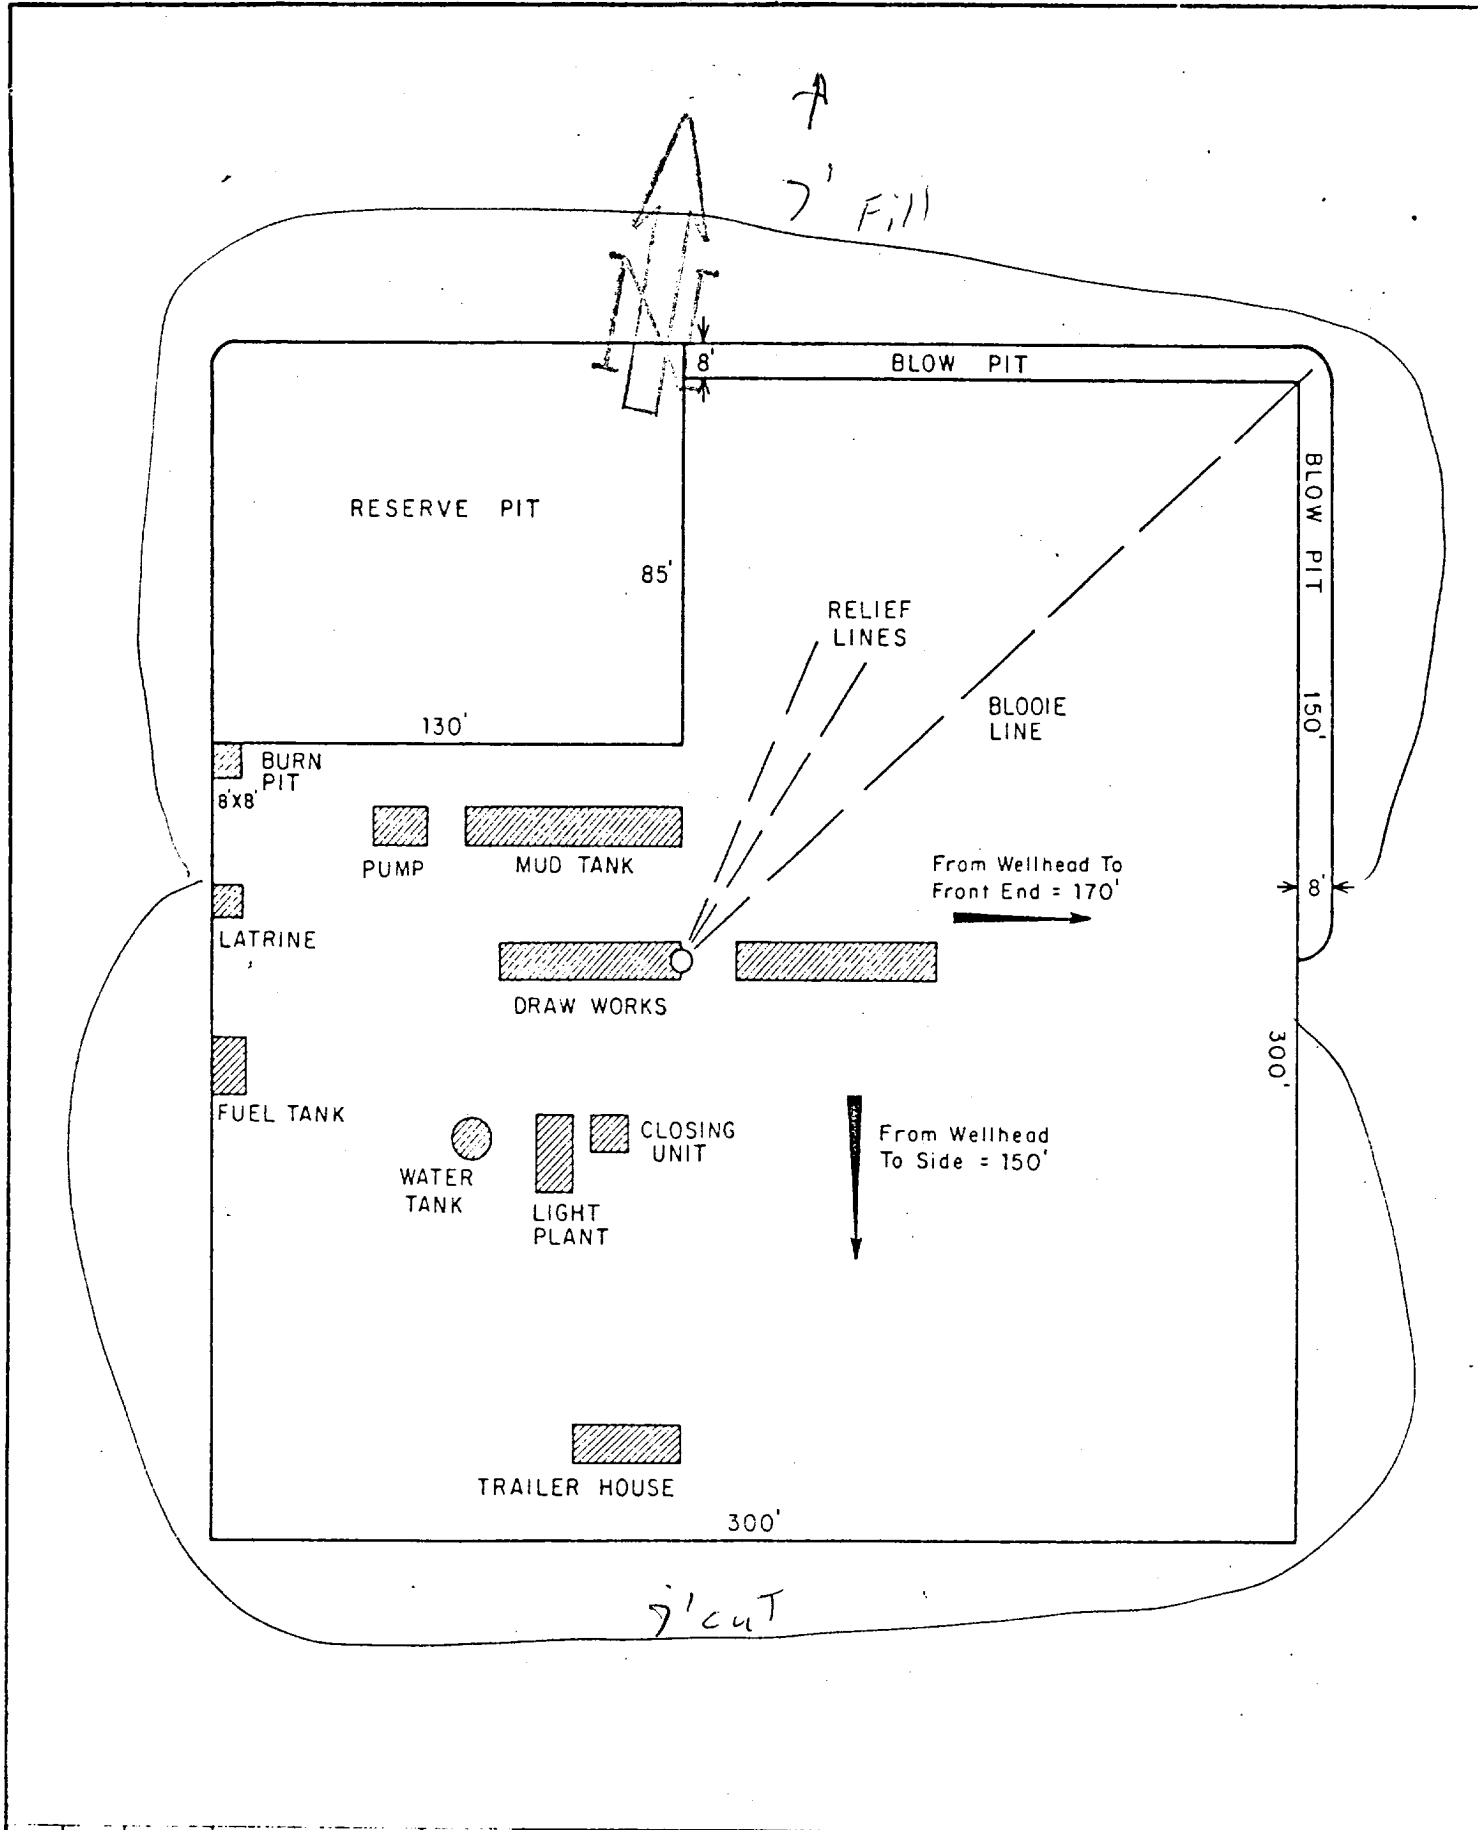 7' Fill
N
8'
BLOW PIT
BLOW PIT
RESERVE PIT
85'
RELIEF
LINES
BLOOIE
LINE
150'
130'
BURN
PIT
8'X8'
PUMP
MUD TANK
From Wellhead To
Front End = 170'
8'
LATRINE
DRAW WORKS
300'
FUEL TANK
CLOSING
UNIT
From Wellhead
To Side = 150'
WATER
TANK
LIGHT
PLANT
TRAILER HOUSE
300'
7' cuT